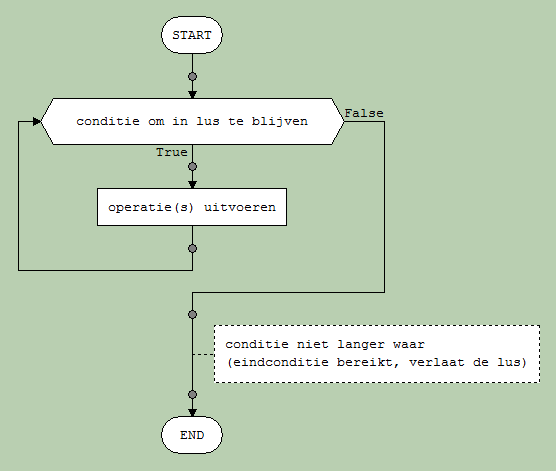 START
conditie om in lus te blijven
False
True
operatie(s) uitvoeren
conditie niet langer waar
(eindconditie bereikt, verlaat de lus)
END